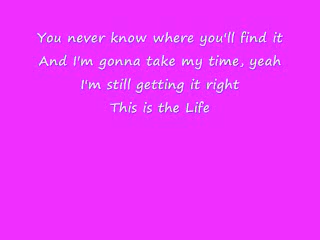 You never know where you'll find it
And I'm gonna take my time, yeah
I'm still getting it right
This is the Life